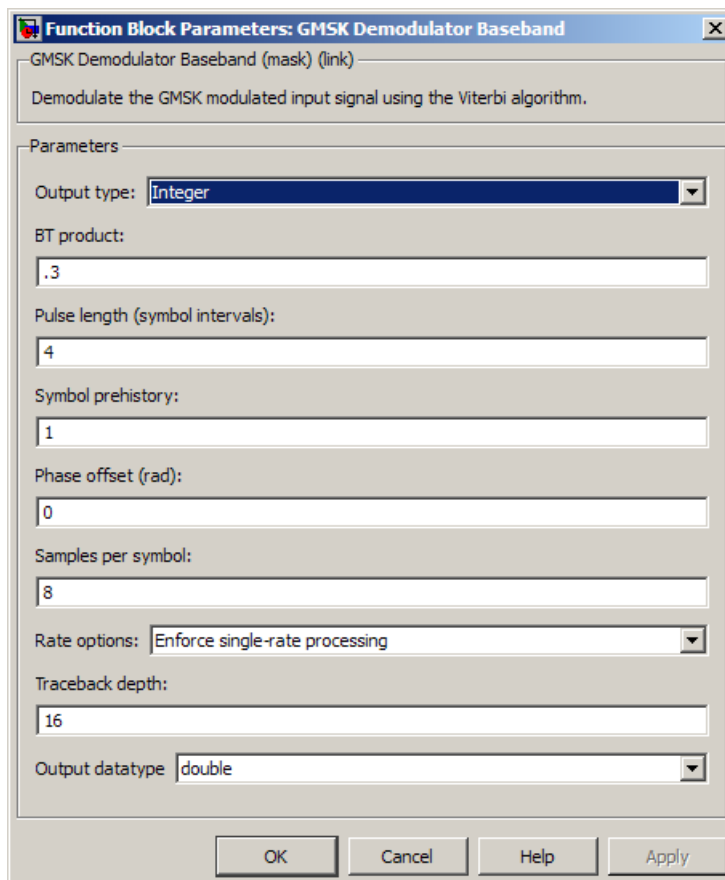 Function Block Parameters: GMSK Demodulator Baseband
GMSK Demodulator Baseband (mask) (link)
Demodulate the GMSK modulated input signal using the Viterbi algorithm.
Parameters
Output type: Integer
BT product:
.3
Pulse length (symbol intervals):
4
Symbol prehistory:
1
Phase offset (rad):
0
Samples per symbol:
8
Rate options: Enforce single-rate processing
Traceback depth:
16
Output datatype double
OK Cancel Help Apply